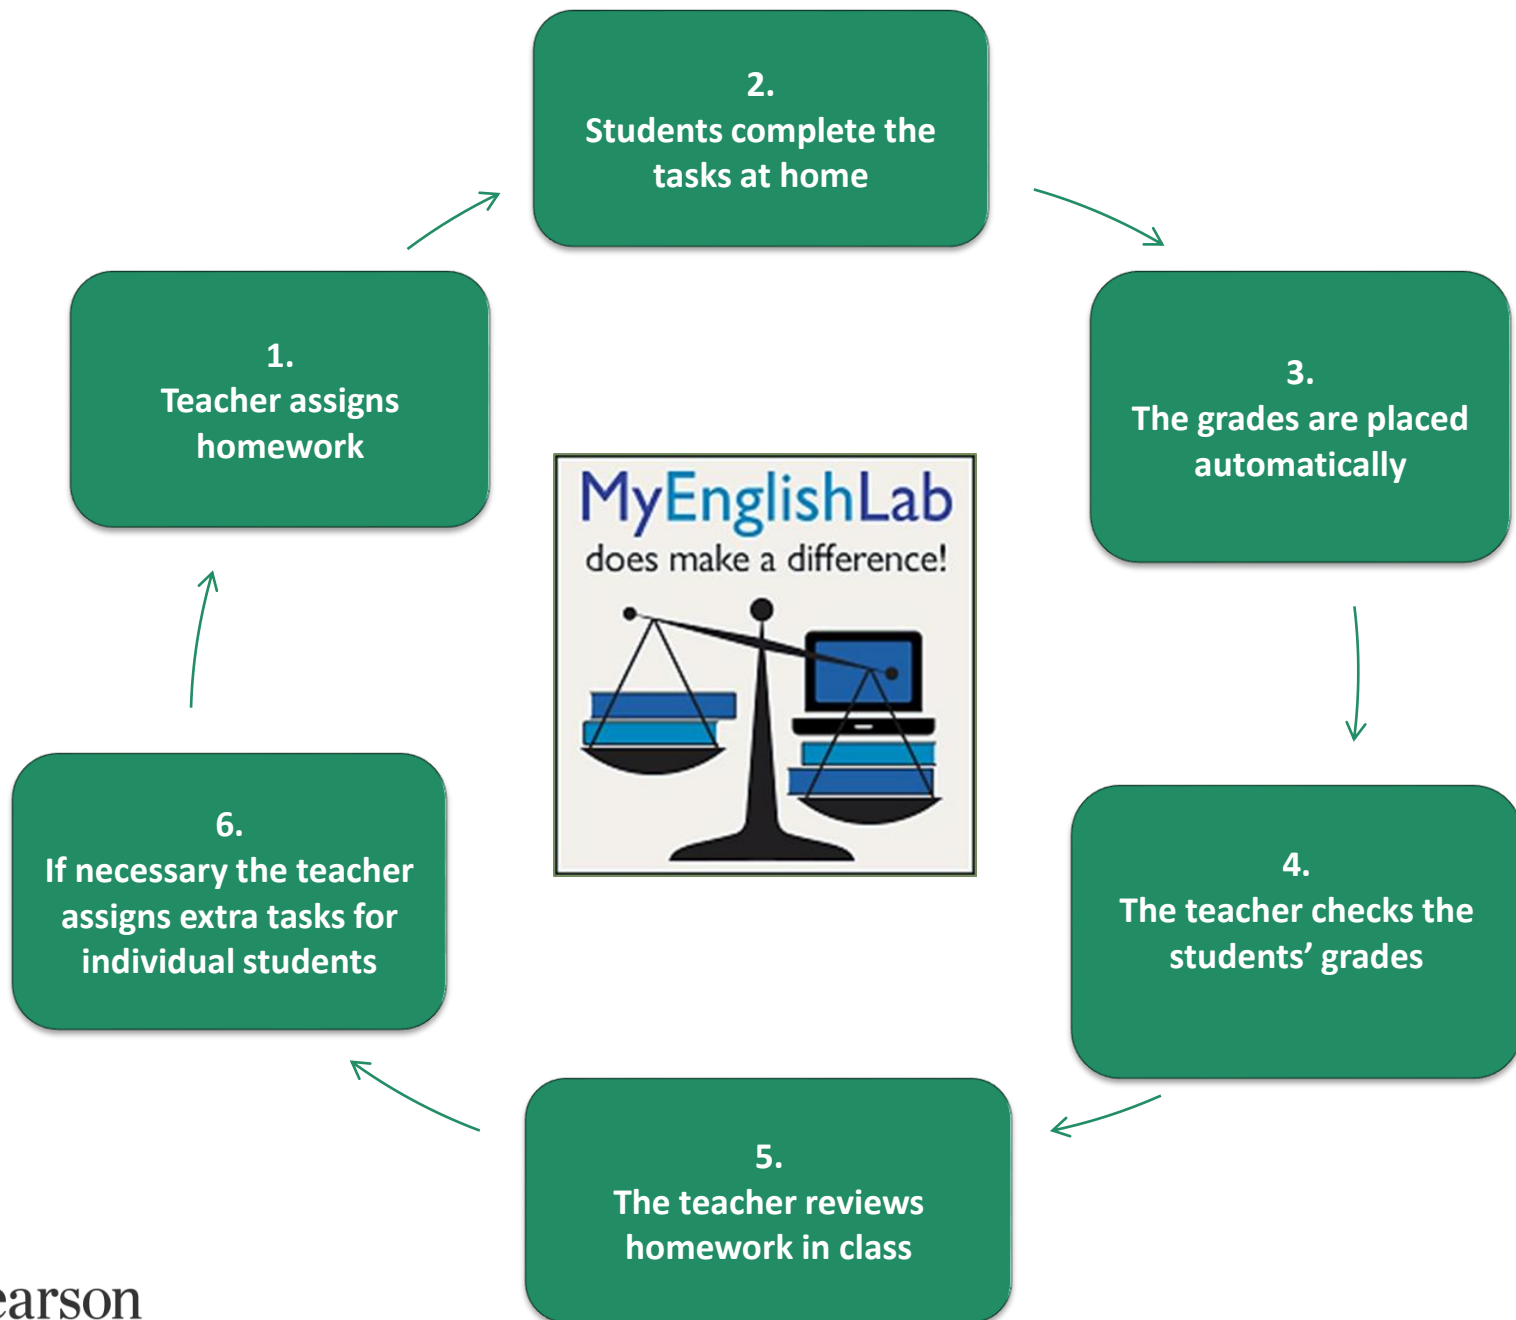 1.
Teacher assigns
homework
2.
Students complete the
tasks at home
3.
The grades are placed
automatically
4.
The teacher checks the
students’ grades
5.
The teacher reviews
homework in class
6.
If necessary the teacher
assigns extra tasks for
individual students
MyEnglishLab
does make a difference!
earson